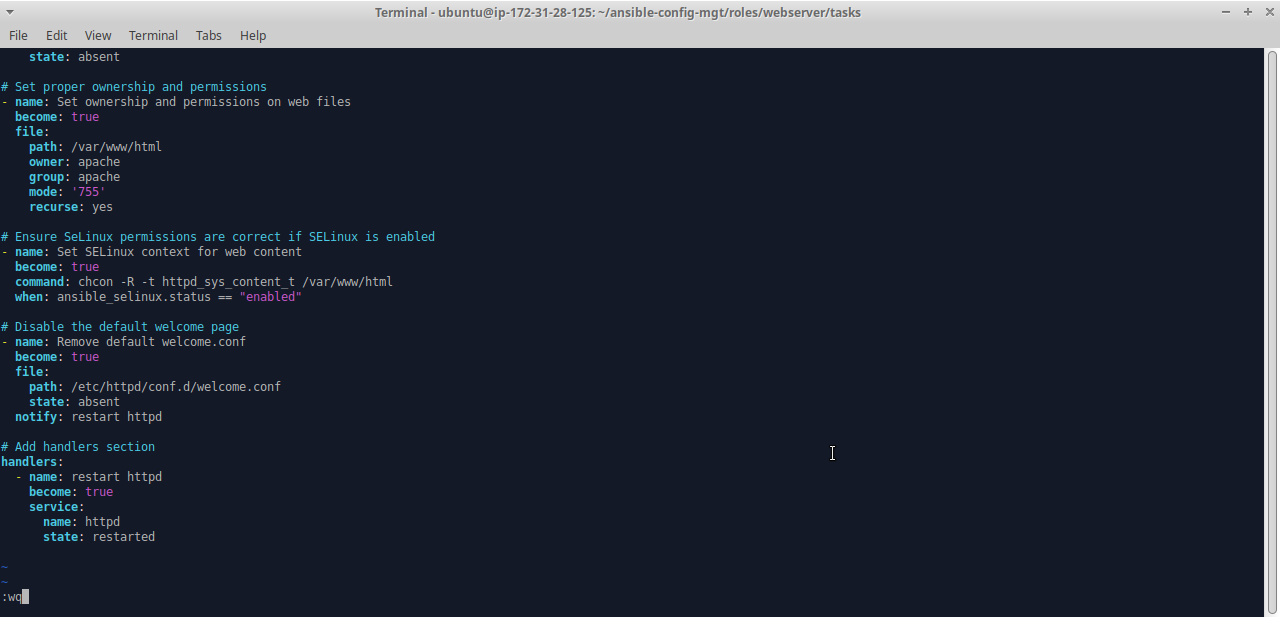 Terminal - ubuntu@ip-172-31-28-125: ~/ansible-config-mgt/roles/webserver/tasks
File Edit View Terminal Tabs Help
    state: absent

# Set proper ownership and permissions
- name: Set ownership and permissions on web files
  become: true
  file:
    path: /var/www/html
    owner: apache
    group: apache
    mode: '755'
    recurse: yes

# Ensure SeLinux permissions are correct if SELinux is enabled
- name: Set SELinux context for web content
  become: true
  command: chcon -R -t httpd_sys_content_t /var/www/html
  when: ansible_selinux.status == "enabled"

# Disable the default welcome page
- name: Remove default welcome.conf
  become: true
  file:
    path: /etc/httpd/conf.d/welcome.conf
    state: absent
  notify: restart httpd

# Add handlers section
handlers:
  - name: restart httpd
    become: true
    service:
      name: httpd
      state: restarted

~
~
:wq